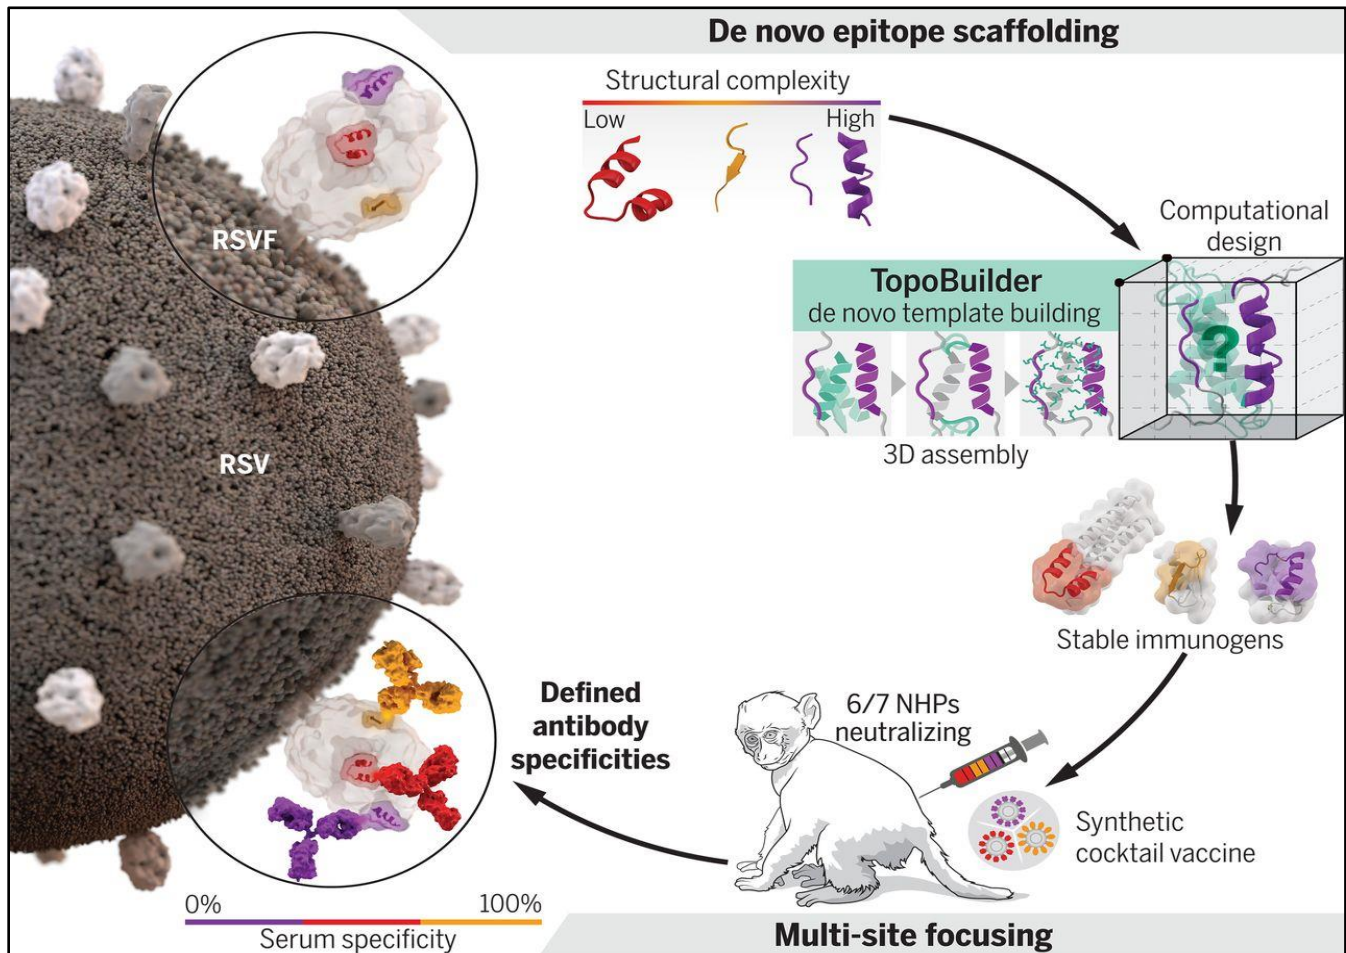 De novo epitope scaffolding
Structural complexity
Low
High
RSVF
Computational
design
TopoBuilder
de novo template building
?
3D assembly
RSV
Stable immunogens
6/7 NHPs
neutralizing
Defined
antibody
specificities
Synthetic
cocktail vaccine
0%
100%
Serum specificity
Multi-site focusing